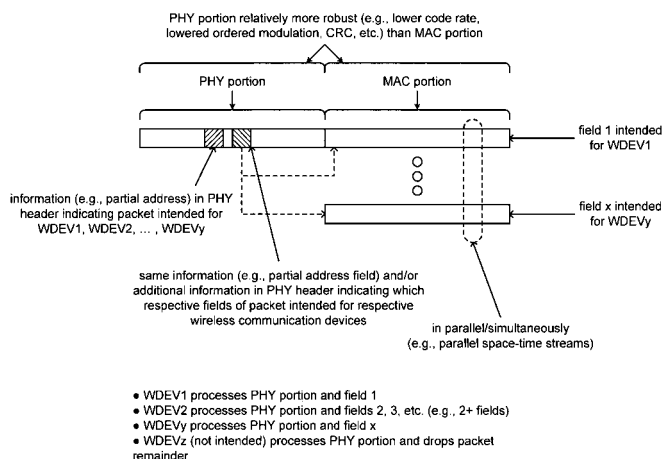 PHY portion relatively more robust (e.g., lower code rate,
lowered ordered modulation, CRC, etc.) than MAC portion
PHY portion
MAC portion
field 1 intended
for WDEV1
information (e.g., partial address) in PHY
header indicating packet intended for
WDEV1, WDEV2, ... , WDEVy
field x intended
for WDEVy
same information (e.g., partial address field) and/or
additional information in PHY header indicating which
respective fields of packet intended for respective
wireless communication devices
in parallel/simultaneously
(e.g., parallel space-time streams)
● WDEV1 processes PHY portion and field 1
● WDEV2 processes PHY portion and fields 2, 3, etc. (e.g., 2+ fields)
● WDEVy processes PHY portion and field x
● WDEVz (not intended) processes PHY portion and drops packet
remainder